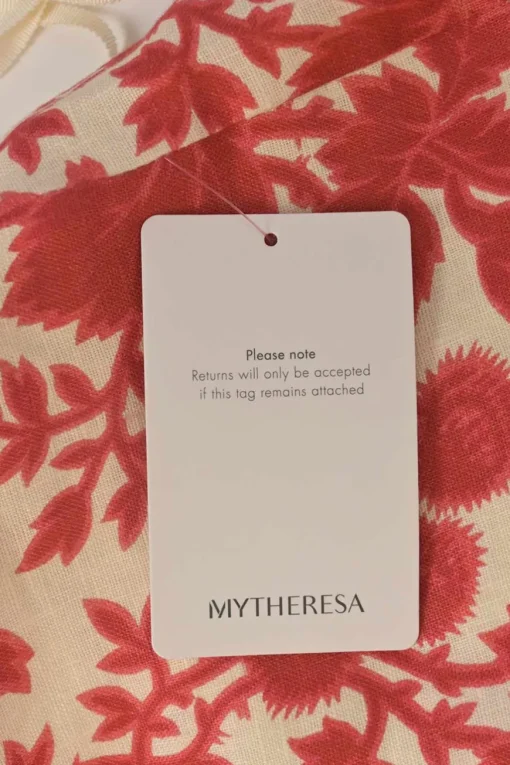 Please note
Returns will only be accepted
if this tag remains attached
MYTHERESA